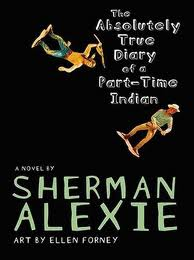 The
Absolutely
True
Diary
of a
Part-Time
Indian
A NOVEL BY
SHERMAN
ALEXIE
ART BY ELLEN FORNEY